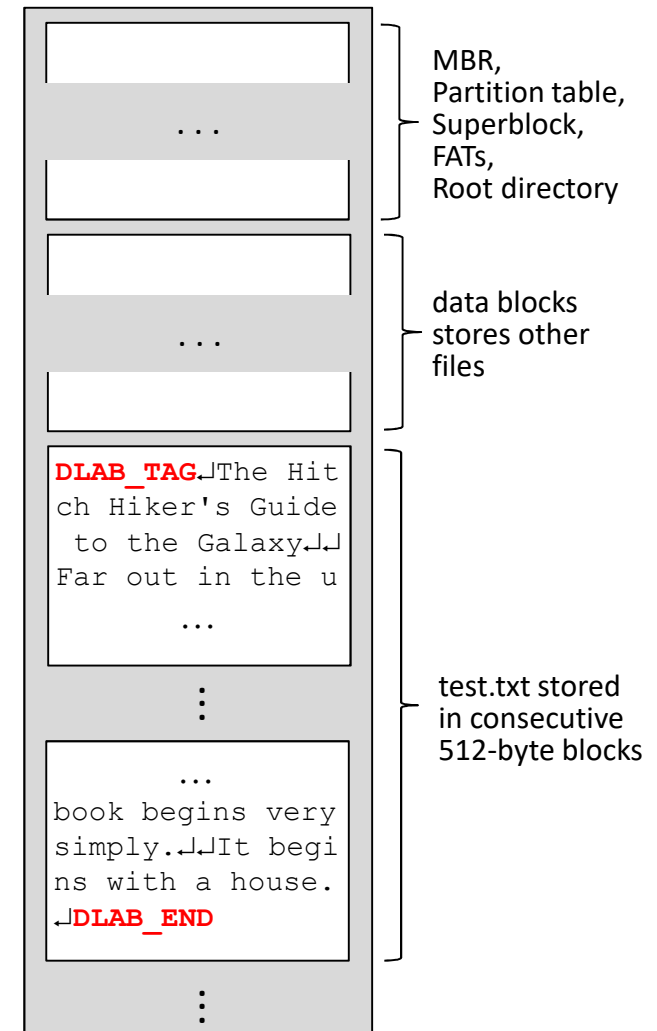 MBR,
Partition table,
Superblock,
FATs,
Root directory
...
data blocks
stores other
files
...
DLAB_TAG↲The Hit
ch Hiker's Guide
 to the Galaxy↲↲
Far out in the u
...
⋮
test.txt stored
in consecutive
512-byte blocks
...
book begins very
simply.↲↲It begi
ns with a house.
↲DLAB_END
⋮